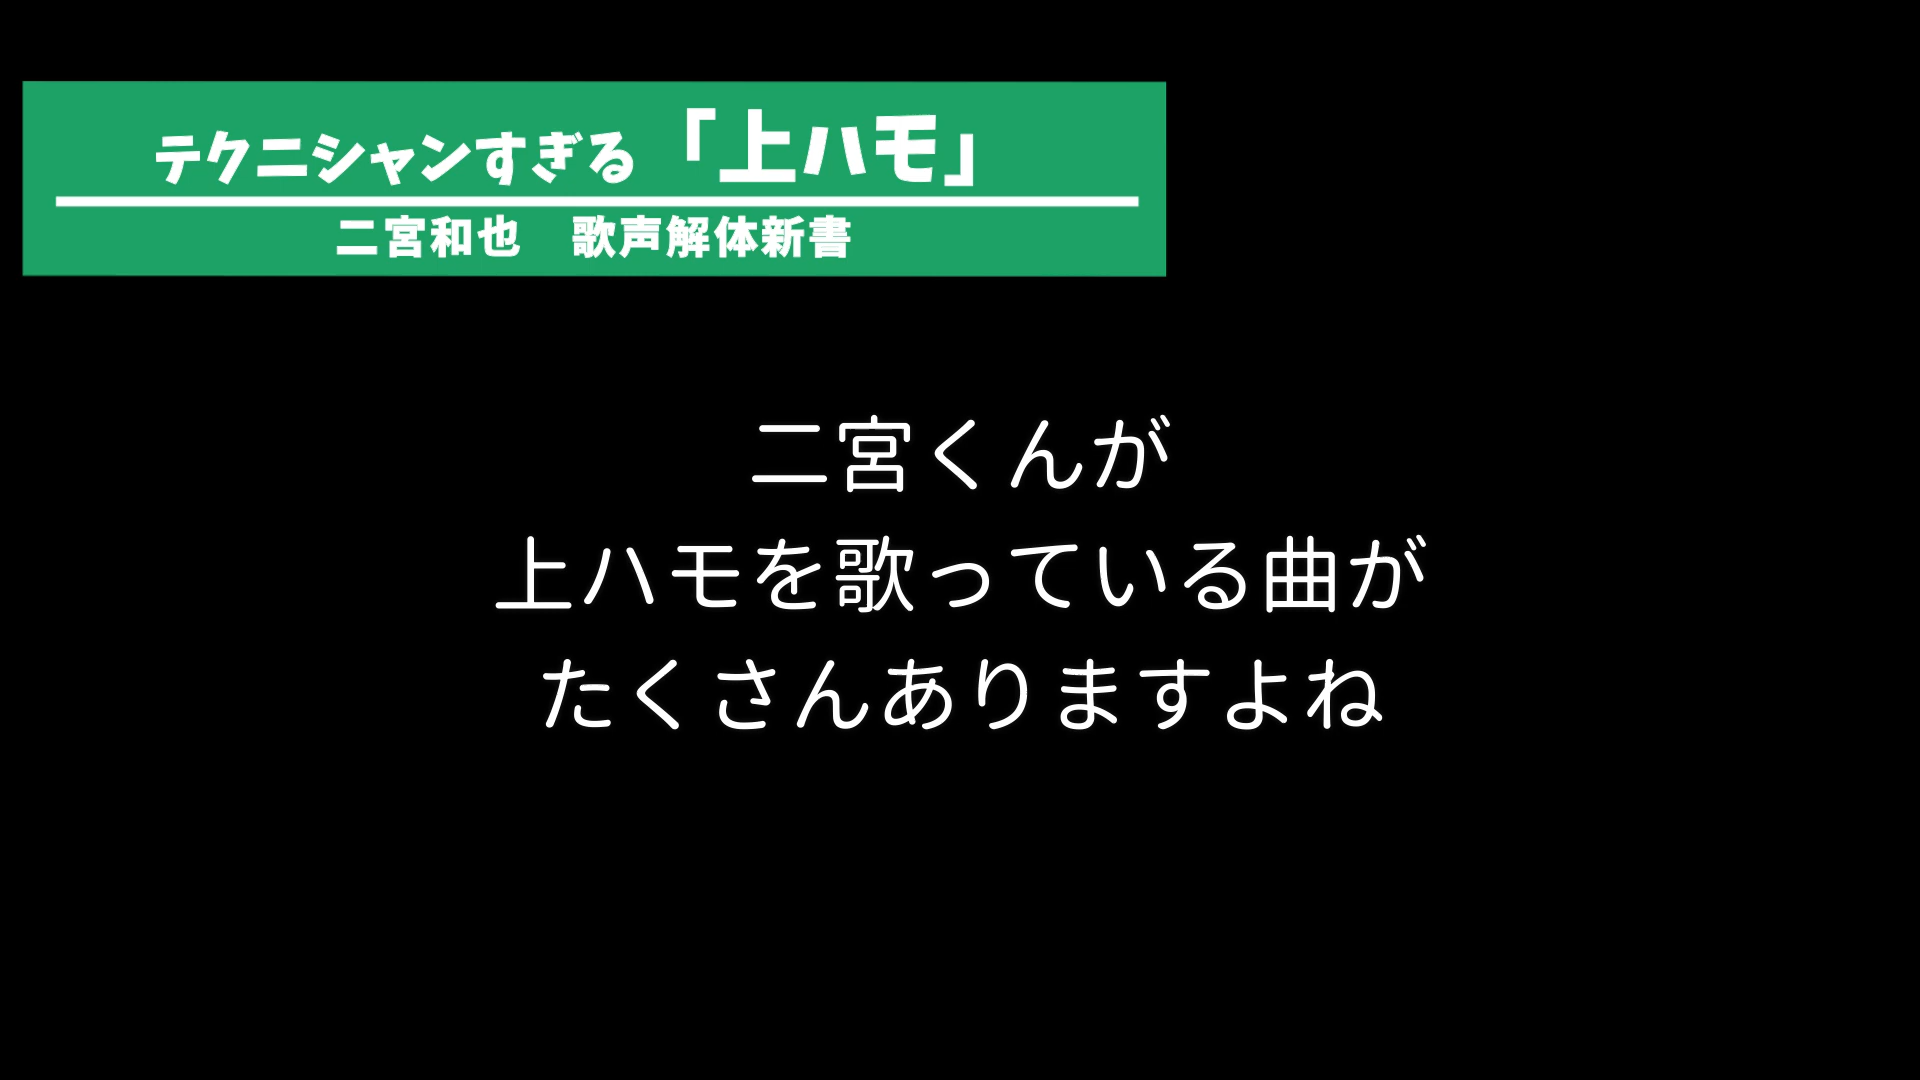 テクニシャンすぎる「上ハモ」
二宮和也　歌声解体新書
二宮くんが
上ハモを歌っている曲が
たくさんありますよね